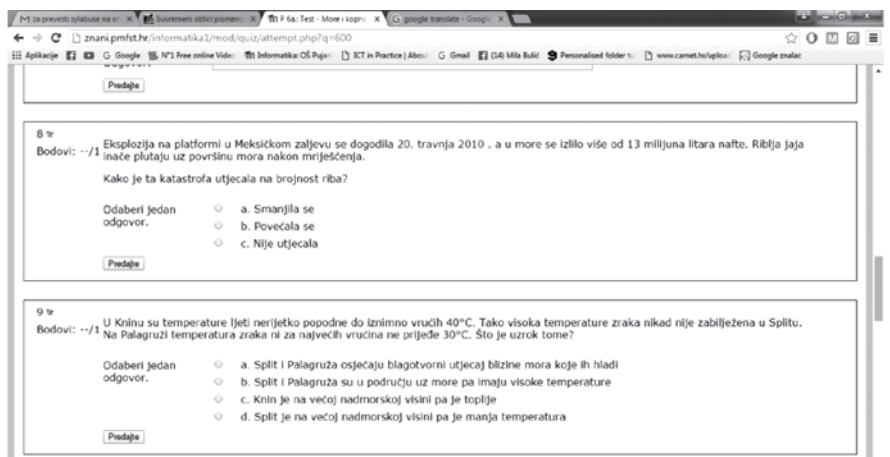 M za prevesti sylabuse na en
Suvremeni oblici pismeno
P 6a: Test - More i kopno
google translate - Google
znani.pmfst.hr/informatika1/mod/quiz/attempt.php?q=600
Aplikacije G Google N°1 Free online Video Informatika: OŠ Pujan ICT in Practice | About G Gmail (14) Mila Bulić Personalised folder www.carnet.hr/upload Google znalac
Predajte
8
Bodovi: --/1
Eksplozija na platformi u Meksičkom zaljevu se dogodila 20. travnja 2010 . a u more se izlilo više od 13 milijuna litara nafte. Riblja jaja
inače plutaju uz površinu mora nakon mriješćenja.
Kako je ta katastrofa utjecala na brojnost riba?
Odaberi jedan
odgovor.
a. Smanjila se
b. Povećala se
c. Nije utjecala
Predajte
9
Bodovi: --/1
U Kninu su temperature ljeti nerijetko popodne do iznimno vrućih 40°C. Tako visoka temperature zraka nikad nije zabilježena u Splitu.
Na Palagruži temperatura zraka ni za najvećih vrućina ne prijeđe 30°C. Što je uzrok tome?
Odaberi jedan
odgovor.
a. Split i Palagruža osjećaju blagotvorni utjecaj blizine mora koje ih hladi
b. Split i Palagruža su u području uz more pa imaju visoke temperature
c. Knin je na većoj nadmorskoj visini pa je toplije
d. Split je na većoj nadmorskoj visini pa je manja temperatura
Predajte